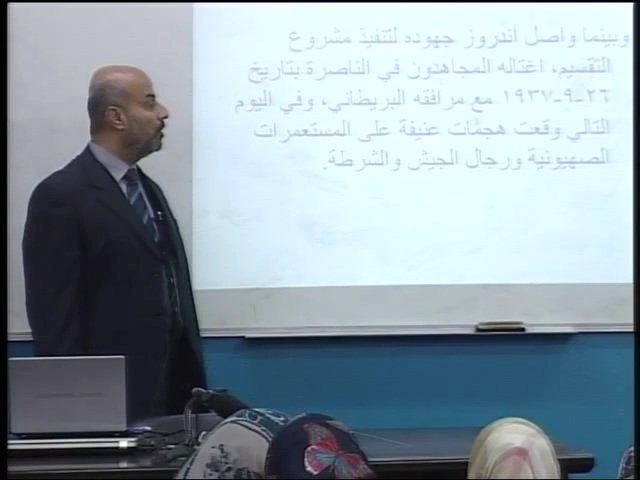 وبينما واصل أندروز جهوده لتنفيذ مشروع
التقسيم، اغتاله المجاهدون في الناصرة بتاريخ
٢٦-٩-١٩٣٧ مع مرافقه البريطاني، وفي اليوم
التالي وقعت هجمات عنيفة على المستعمرات
الصهيونية ورجال الجيش والشرطة.